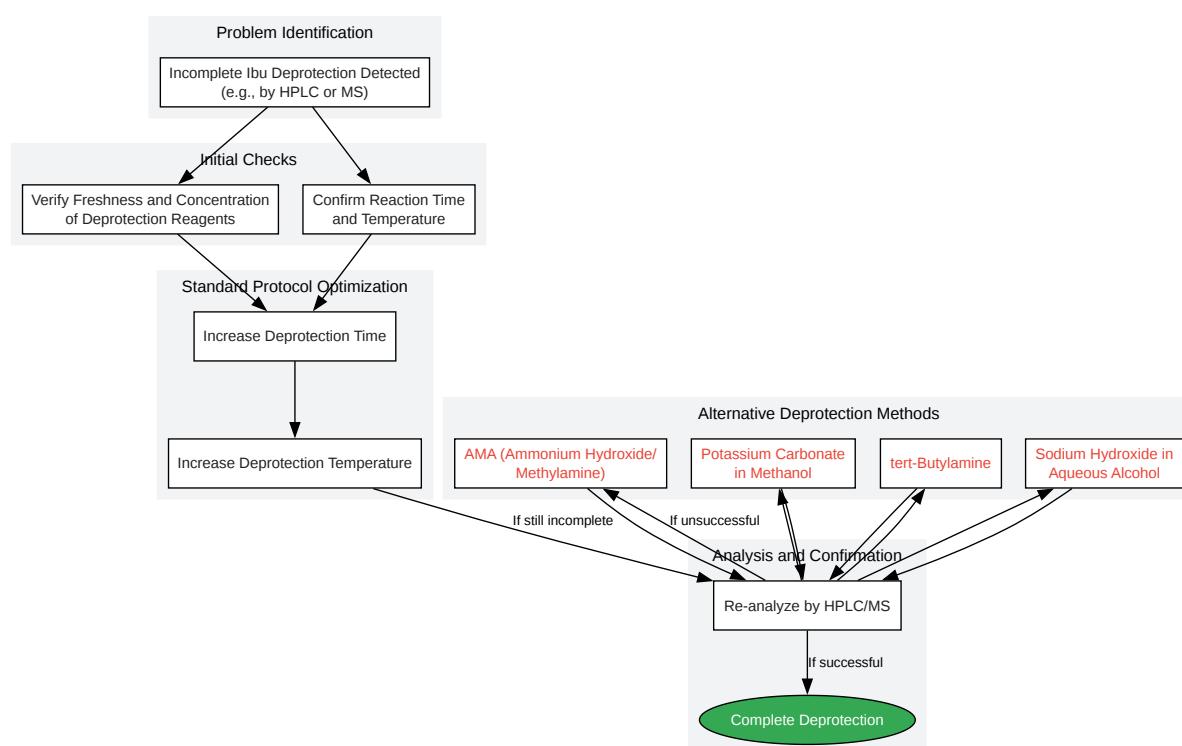 Problem Identification
Incomplete Ibu Deprotection Detected
(e.g., by HPLC or MS)
Initial Checks
Verify Freshness and Concentration
of Deprotection Reagents
Confirm Reaction Time
and Temperature
Standard Protocol Optimization
Increase Deprotection Time
Increase Deprotection Temperature
Alternative Deprotection Methods
AMA (Ammonium Hydroxide/
Methylamine)
Potassium Carbonate
in Methanol
tert-Butylamine
Sodium Hydroxide in
Aqueous Alcohol
If still incomplete
If unsuccessful
Analysis and Confirmation
Re-analyze by HPLC/MS
If successful
Complete Deprotection